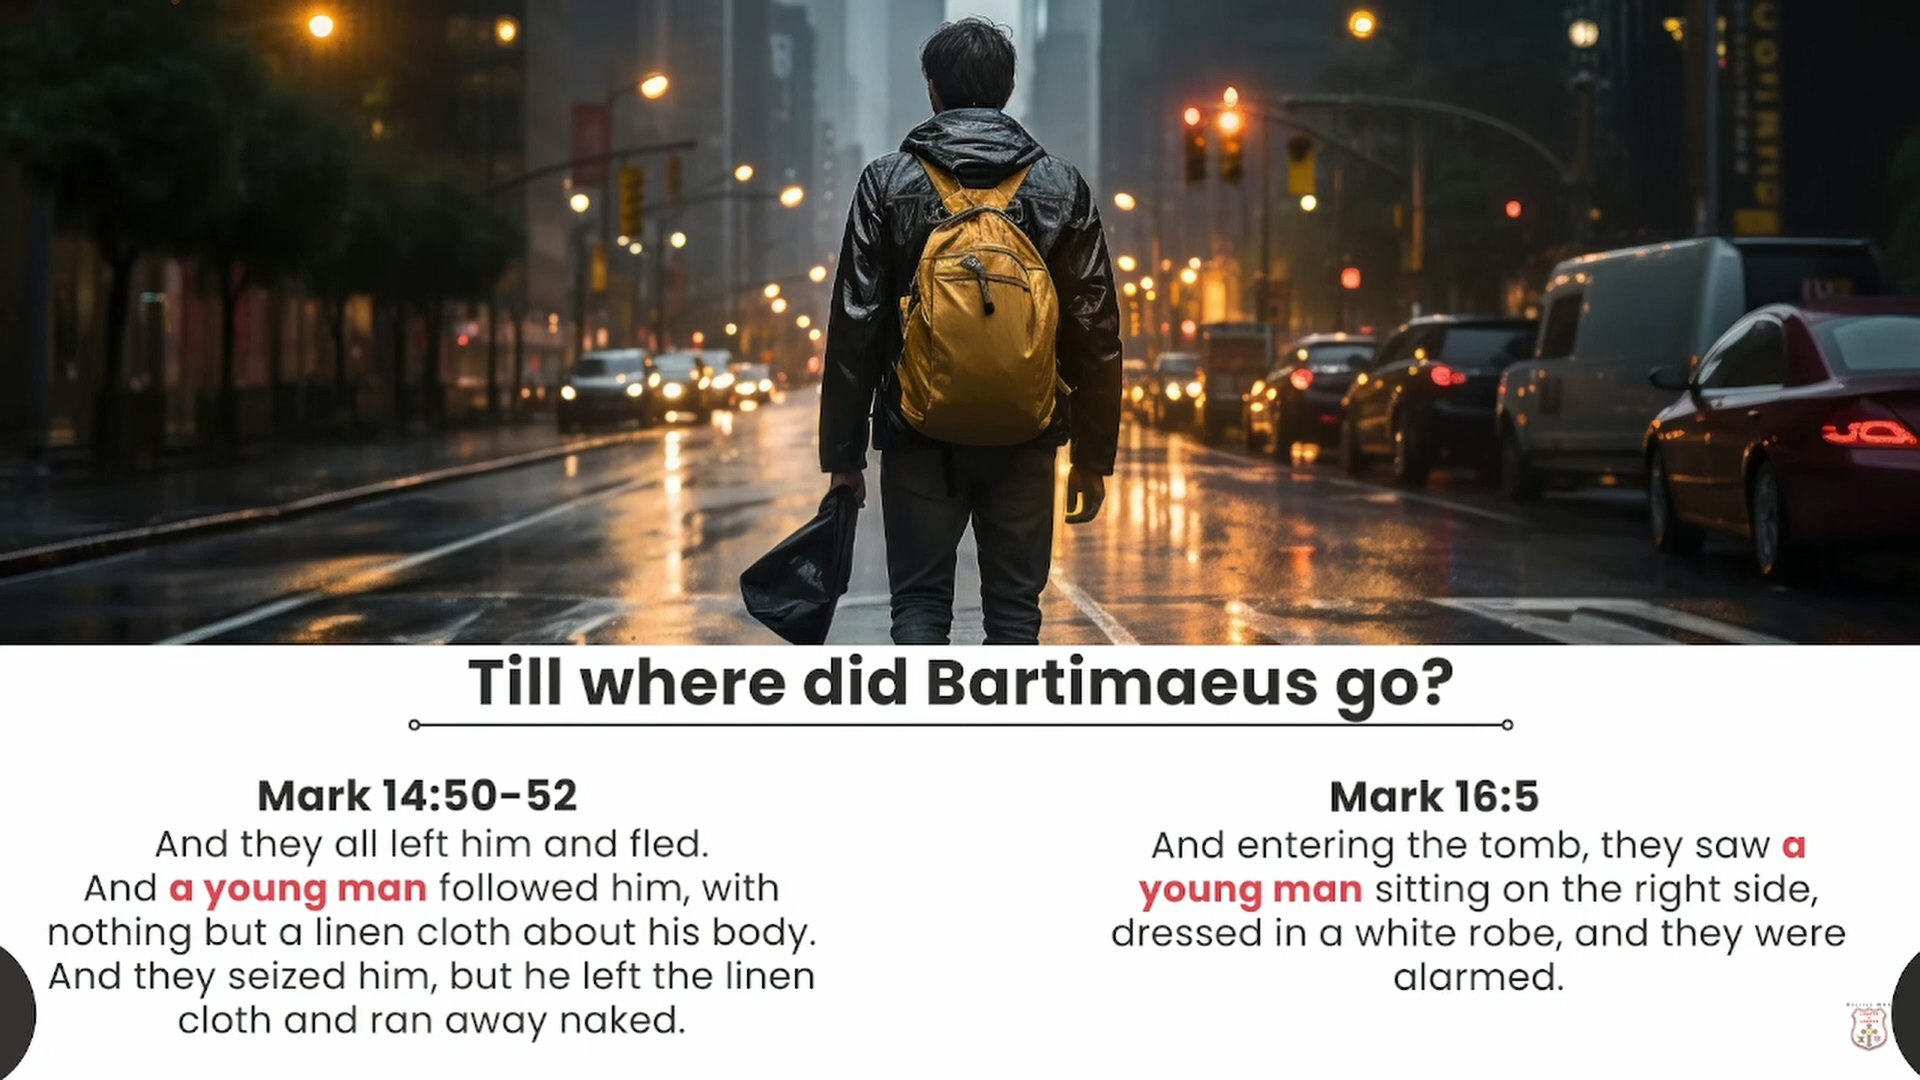 Till where did Bartimaeus go?
Mark 14:50-52
And they all left him and fled.
And a young man followed him, with
nothing but a linen cloth about his body.
And they seized him, but he left the linen
cloth and ran away naked.
Mark 16:5
And entering the tomb, they saw a
young man sitting on the right side,
dressed in a white robe, and they were
alarmed.